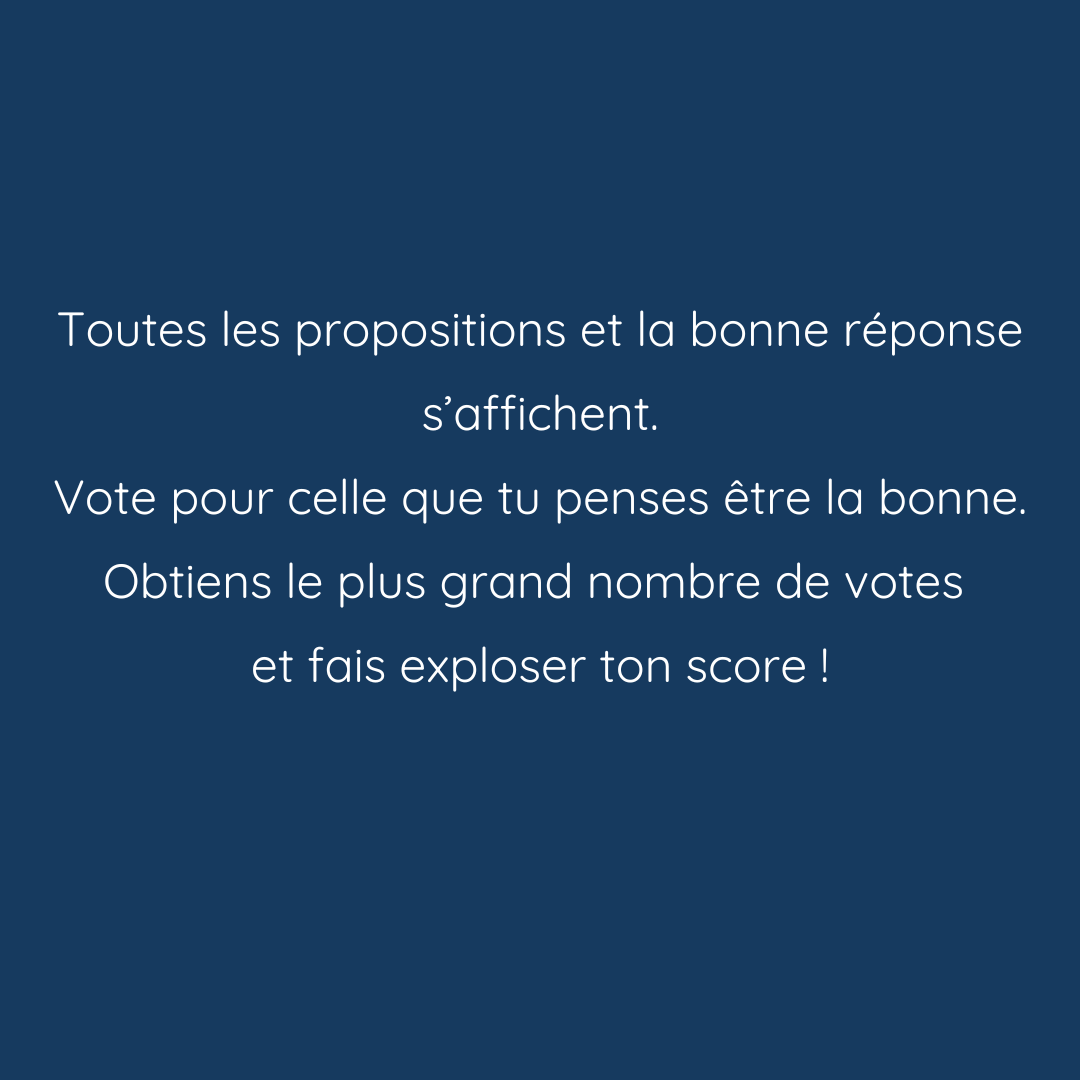 Toutes les propositions et la bonne réponse
s’affichent.
Vote pour celle que tu penses être la bonne.
Obtiens le plus grand nombre de votes
et fais exploser ton score !